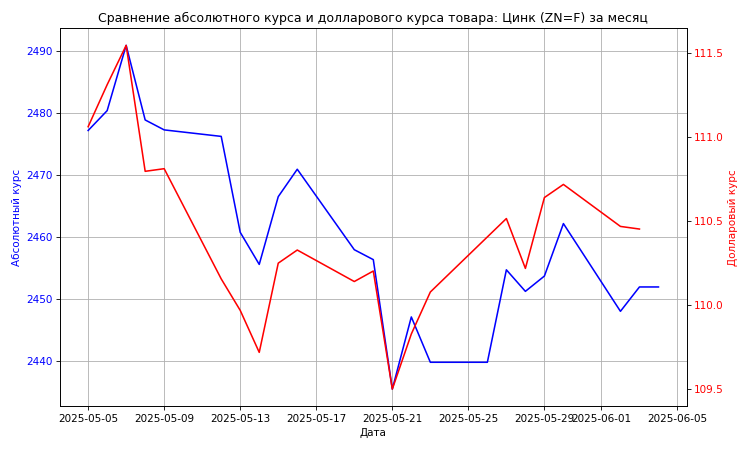 Сравнение абсолютного курса и долларового курса товара: Цинк (ZN=F) за месяц
2490
2480
2470
2460
2450
2440
Абсолютный курс
111.5
111.0
110.5
110.0
109.5
Долларовый курс
2025-05-05 2025-05-09 2025-05-13 2025-05-17 2025-05-21 2025-05-25 2025-05-29 2025-06-01 2025-06-05
Дата